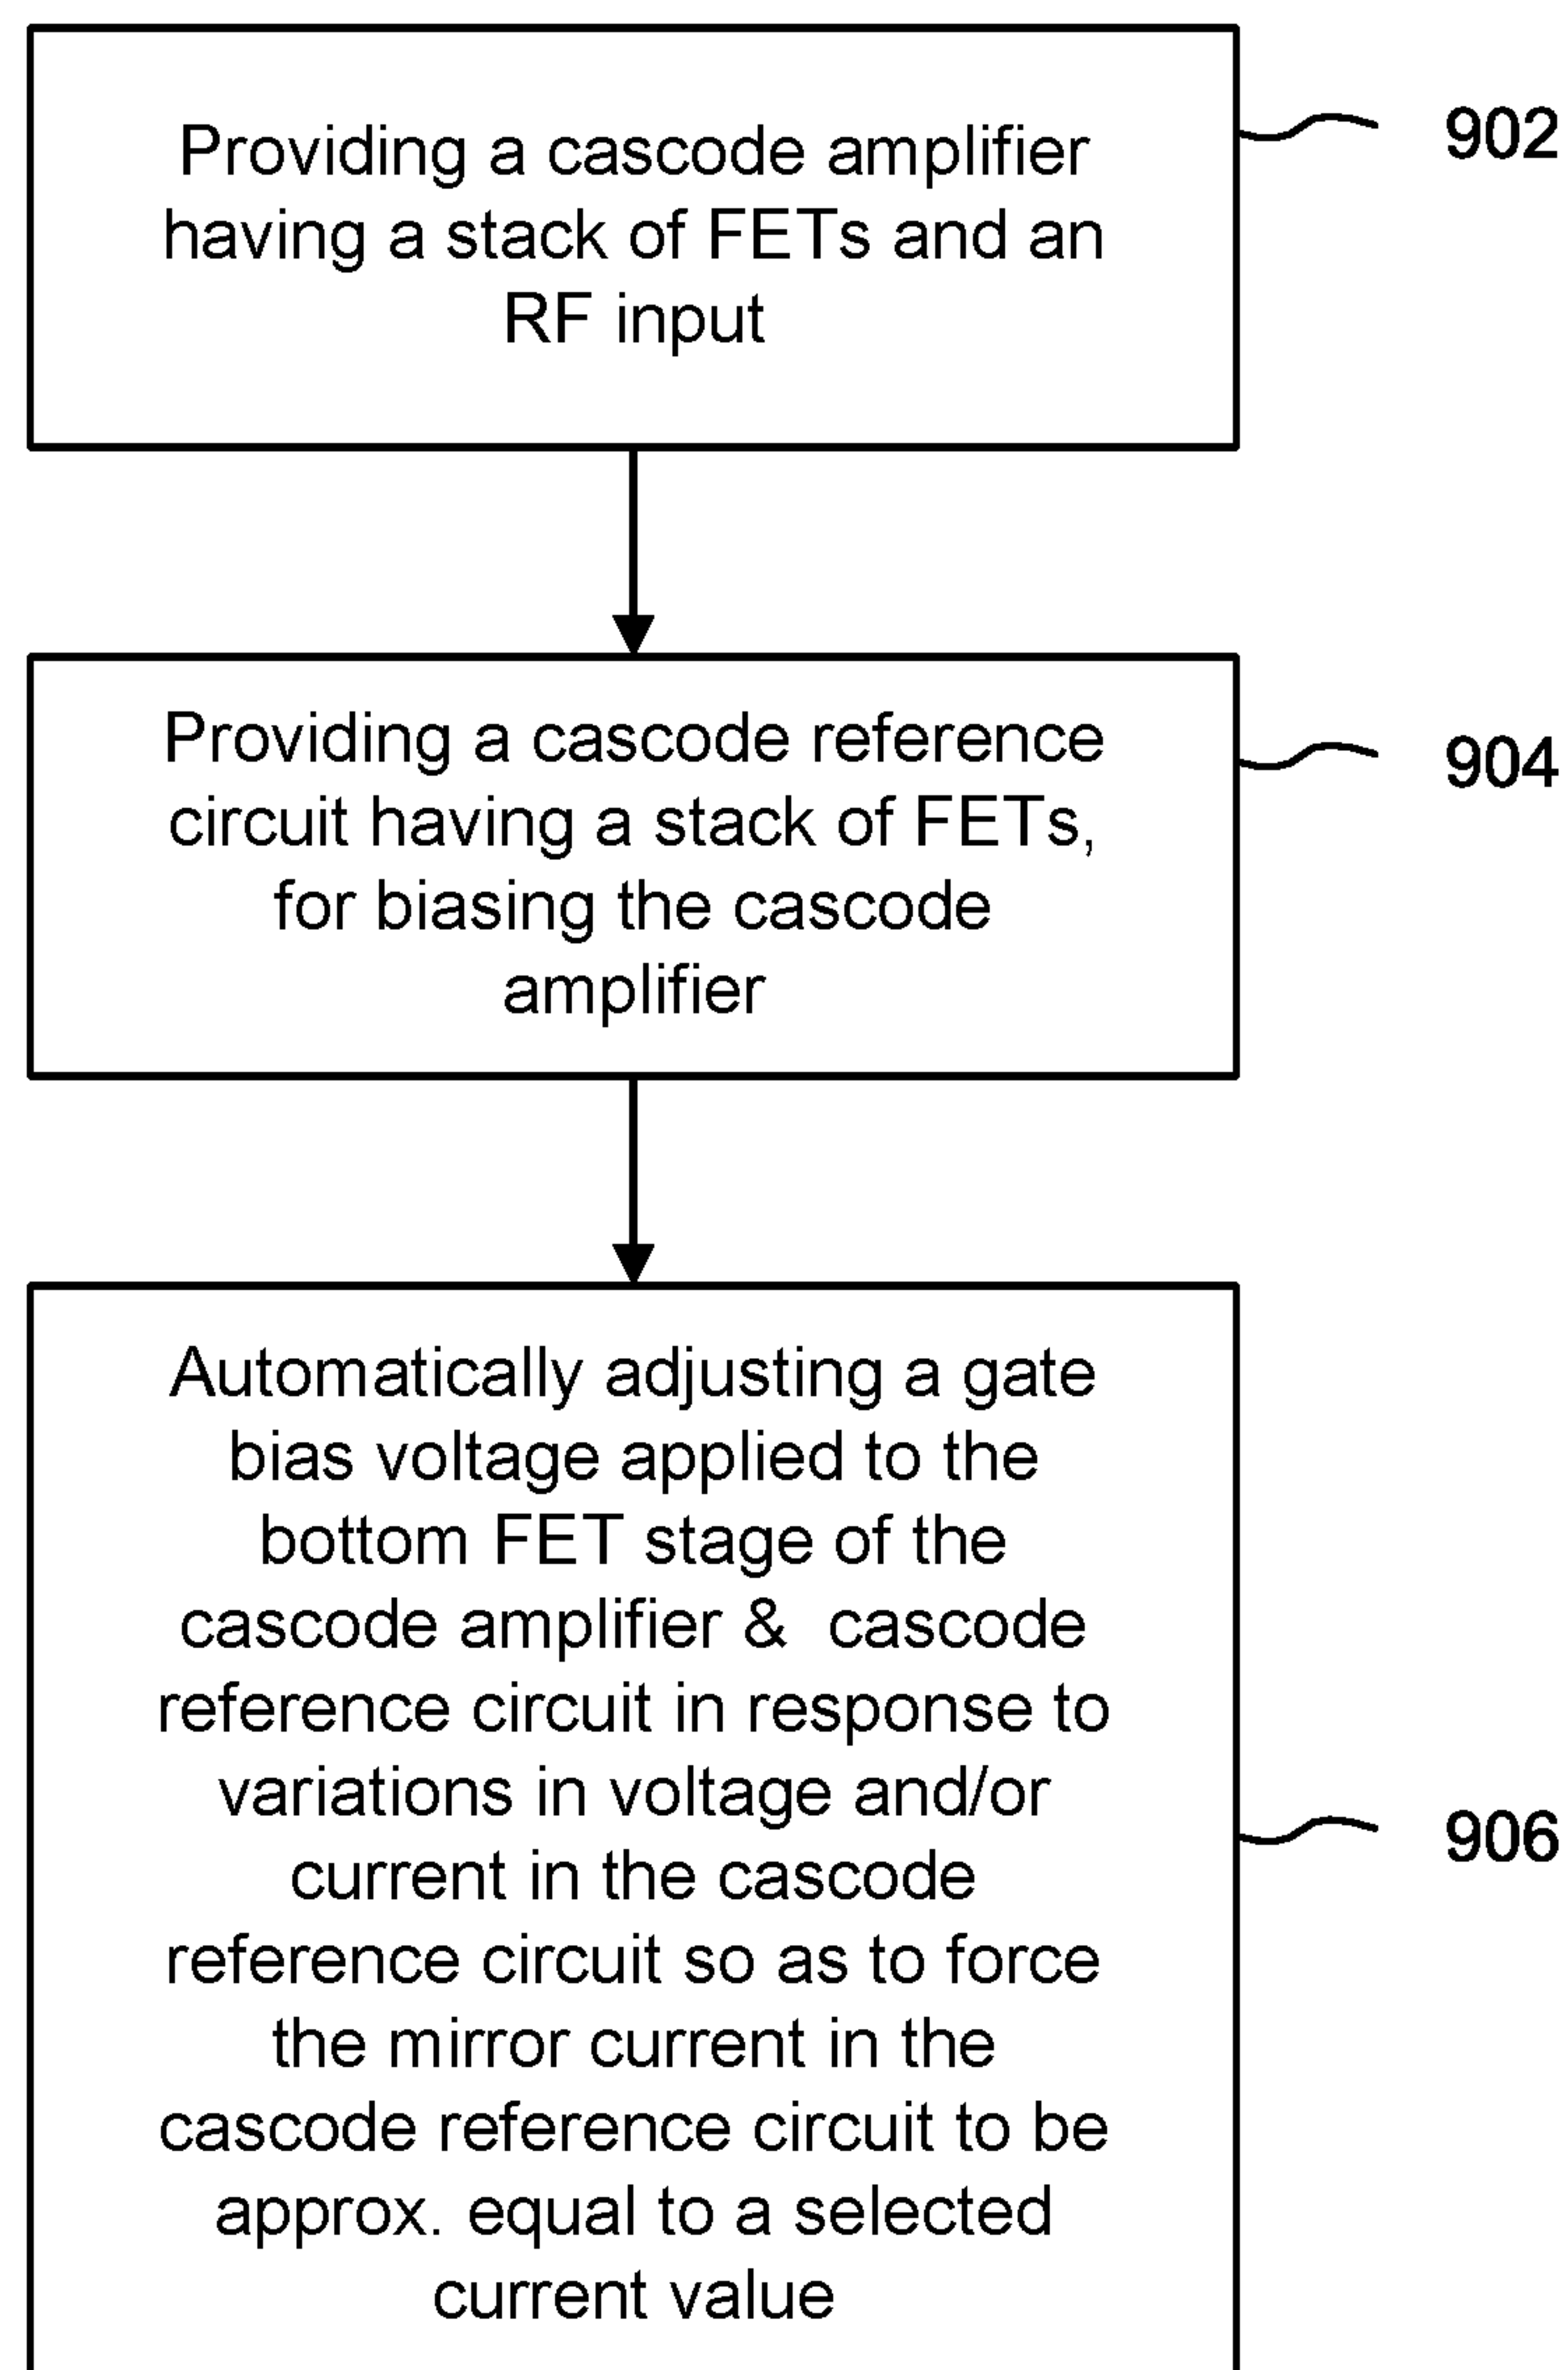 Providing a cascode amplifier
having a stack of FETs and an
RF input
902
Providing a cascode reference
circuit having a stack of FETs,
for biasing the cascode
amplifier
904
Automatically adjusting a gate
bias voltage applied to the
bottom FET stage of the
cascode amplifier &  cascode
reference circuit in response to
variations in voltage and/or
current in the cascode
reference circuit so as to force
the mirror current in the
cascode reference circuit to be
approx. equal to a selected
current value
906